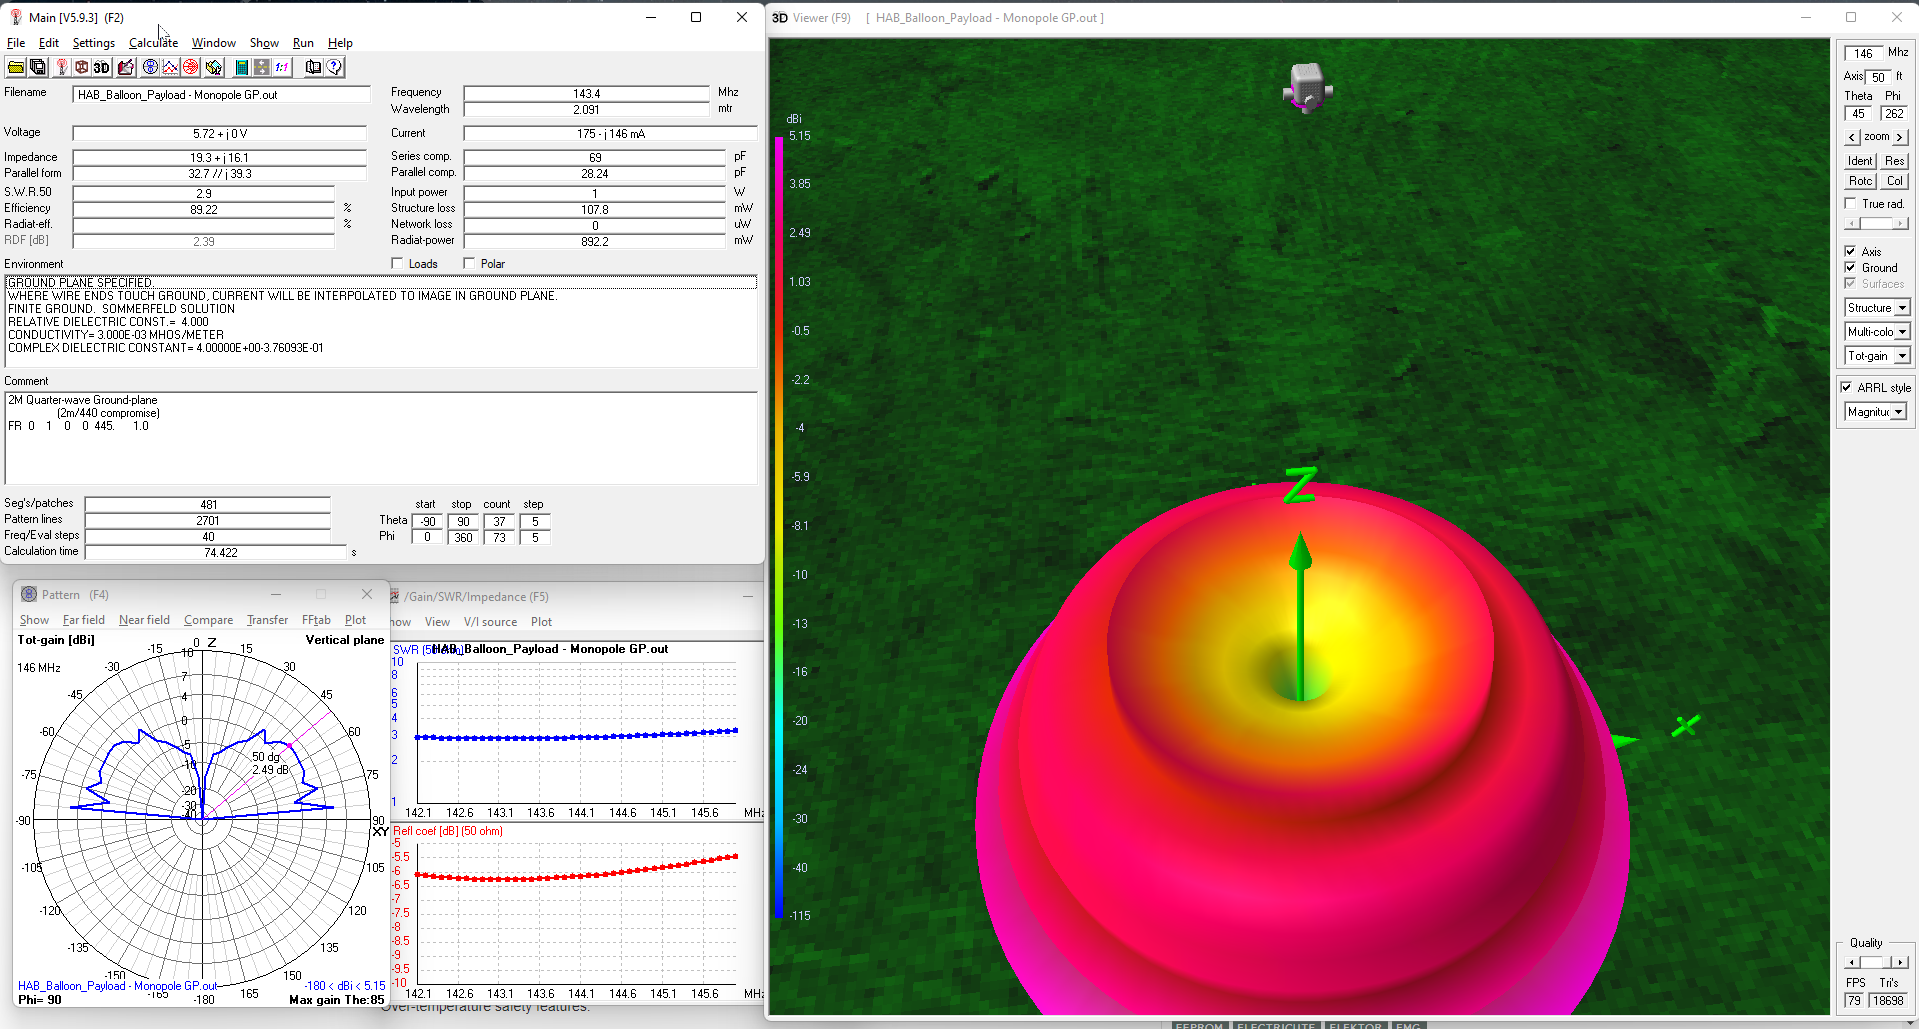 Main [V5.9.3] (F2)
File Edit Settings Calculate Window Show Run Help
3D 1:1 ?
Filename HAB_Balloon_Payload - Monopole GP.out
Frequency 143.4 Mhz
Wavelength 2.091 mtr
Voltage 5.72 + j 0 V
Current 175 - j 146 mA
Impedance 19.3 + j 16.1
Series comp. 69 pF
Parallel form 32.7 // j 39.3
Parallel comp. 28.24 pF
S.W.R.50 2.9
Input power 1 W
Efficiency 89.22 %
Structure loss 107.8 mW
Radiat-eff. %
Network loss 0 uW
RDF [dB] 2.39
Radiat-power 892.2 mW
Environment
Loads Polar
GROUND PLANE SPECIFIED.
WHERE WIRE ENDS TOUCH GROUND, CURRENT WILL BE INTERPOLATED TO IMAGE IN GROUND PLANE.
FINITE GROUND. SOMMERFELD SOLUTION
RELATIVE DIELECTRIC CONST.= 4.000
CONDUCTIVITY= 3.000E-03 MHOS/METER
COMPLEX DIELECTRIC CONSTANT= 4.00000E+00-3.76093E-01
Comment
2M Quarter-wave Ground-plane
(2m/440 compromise)
FR 0 1 0 0 445. 1.0
Seg's/patches 481
Pattern lines 2701
Freq/Eval steps 40
Calculation time 74.422 s
start stop count step
Theta -90 90 37 5
Phi 0 360 73 5
Pattern (F4)
Show Far field Near field Compare Transfer FFtab Plot
Tot-gain [dBi]
Vertical plane
146 MHz
0 Z
-15 15
-30 30
-45 45
-60 60
-75 75
-90 90
XY
-105 105
-120 120
-135 135
-150 150
-165 165
-180
10
7
4
0
-5
-10
-20
-30
-40
50 dg
2.49 dB
HAB_Balloon_Payload - Monopole GP.out
-180 < dBi < 5.15
Phi= 90
Max gain The:85
/Gain/SWR/Impedance (F5)
how View V/I source Plot
SWR (50 ohm)
HAB_Balloon_Payload - Monopole GP.out
10
8
6
5
4
3
2
1
142.1 142.6 143.1 143.6 144.1 144.6 145.1 145.6 MHz
Refl coef [dB] (50 ohm)
-5
-5.5
-6
-6.5
-7
-7.5
-8
-8.5
-9
-9.5
-10
142.1 142.6 143.1 143.6 144.1 144.6 145.1 145.6 MHz
Over-temperature safety features.
3D Viewer (F9) [ HAB_Balloon_Payload - Monopole GP.out ]
dBi
5.15
3.85
2.49
1.03
-0.5
-2.2
-4
-5.9
-8.1
-10
-13
-16
-20
-24
-30
-40
-115
Z
X
146 Mhz
Axis 50 ft
Theta Phi
45 262
< zoom >
Ident Res
Rotc Col
True rad.
Axis
Ground
Surfaces
Structure
Multi-colo
Tot-gain
ARRL style
Magnituc
Quality
FPS Tri's
79 18698
EEPROM ELECTRICUTE ELEKTOR EMG